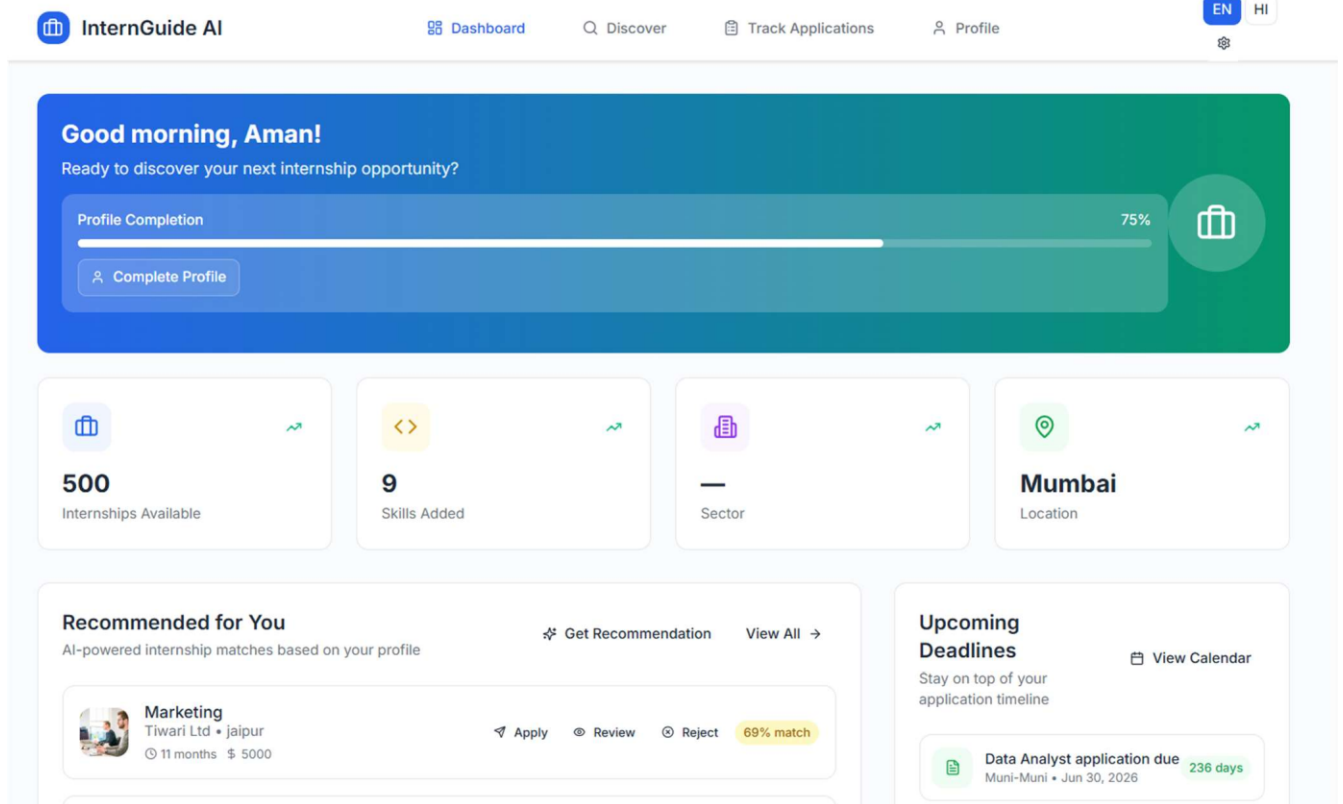 InternGuide AI
Dashboard
Discover
Track Applications
Profile
EN
HI
Good morning, Aman!
Ready to discover your next internship opportunity?
Profile Completion
75%
Complete Profile
500
Internships Available
9
Skills Added
—
Sector
Mumbai
Location
Recommended for You
AI-powered internship matches based on your profile
Get Recommendation
View All →
Marketing
Tiwari Ltd • jaipur
11 months $ 5000
Apply
Review
Reject
69% match
Upcoming
Deadlines
Stay on top of your
application timeline
View Calendar
Data Analyst application due
Muni-Muni • Jun 30, 2026
236 days